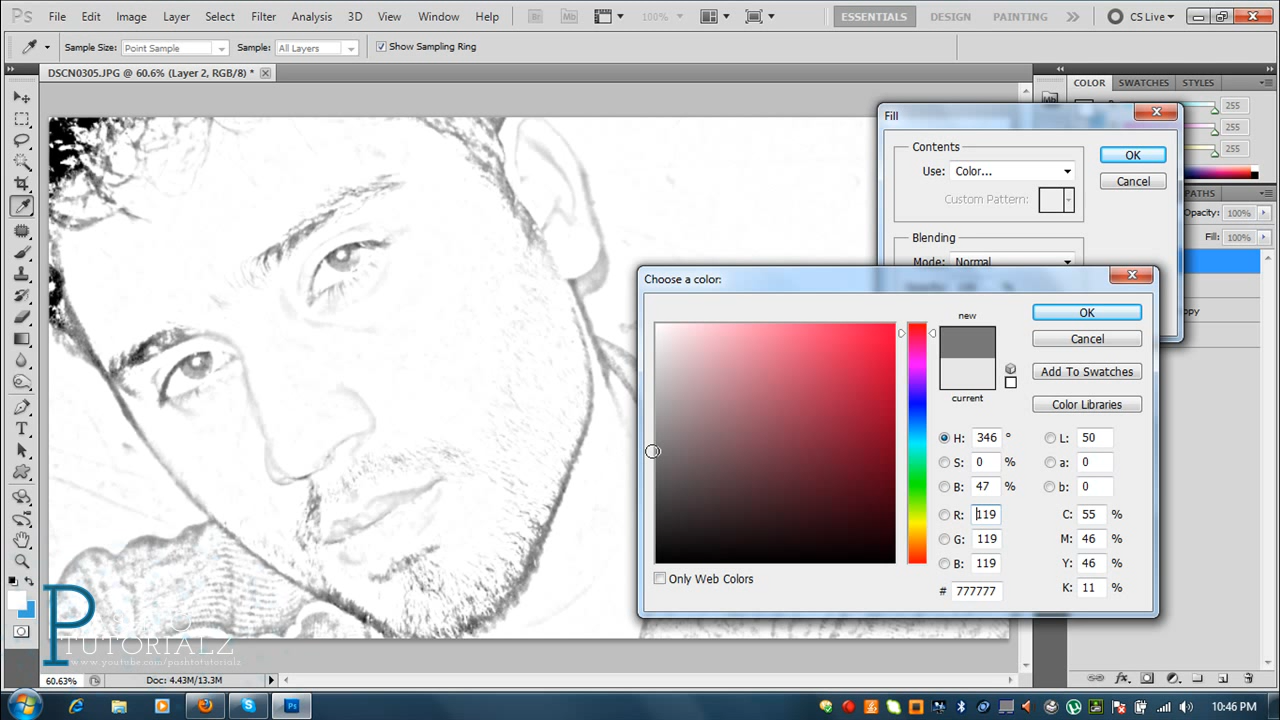 Ps File Edit Image Layer Select Filter Analysis 3D View Window Help Br Mb 100% ESSENTIALS DESIGN PAINTING CS Live
Sample Size: Point Sample Sample: All Layers Show Sampling Ring
DSCN0305.JPG @ 60.6% (Layer 2, RGB/8) *
COLOR SWATCHES STYLES
255
255
255
PATHS
Opacity: 100%
Fill: 100%
Fill
Contents
Use: Color...
Custom Pattern:
OK
Cancel
Blending
Mode: Normal
Choose a color:
new
current
OK
Cancel
Add To Swatches
Color Libraries
H: 346 ° L: 50
S: 0 % a: 0
B: 47 % b: 0
R: 119 C: 55 %
G: 119 M: 46 %
B: 119 Y: 46 %
# 777777 K: 11 %
Only Web Colors
TUTORIALZ
www.youtube.com/pashtotutorialz
60.63% Doc: 4.43M/13.3M
10:46 PM